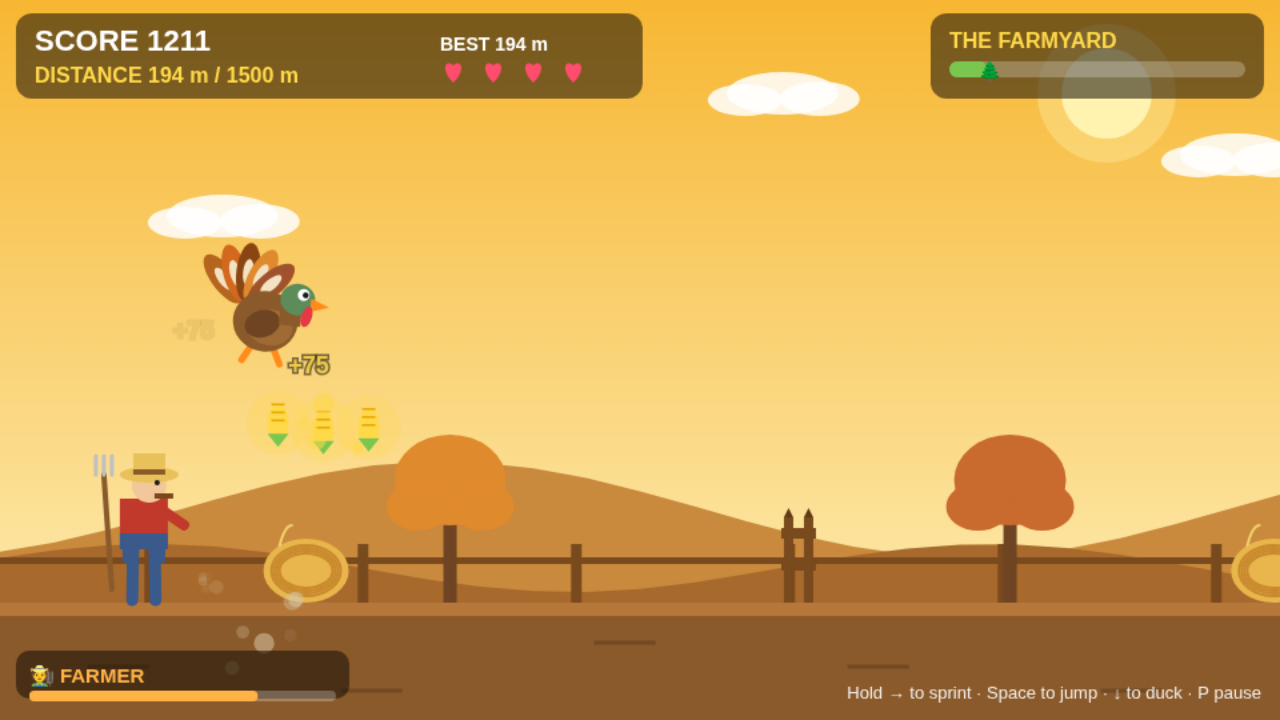 SCORE 1211
DISTANCE 194 m / 1500 m
BEST 194 m
THE FARMYARD
+75
+75
FARMER
Hold → to sprint · Space to jump · ↓ to duck · P pause